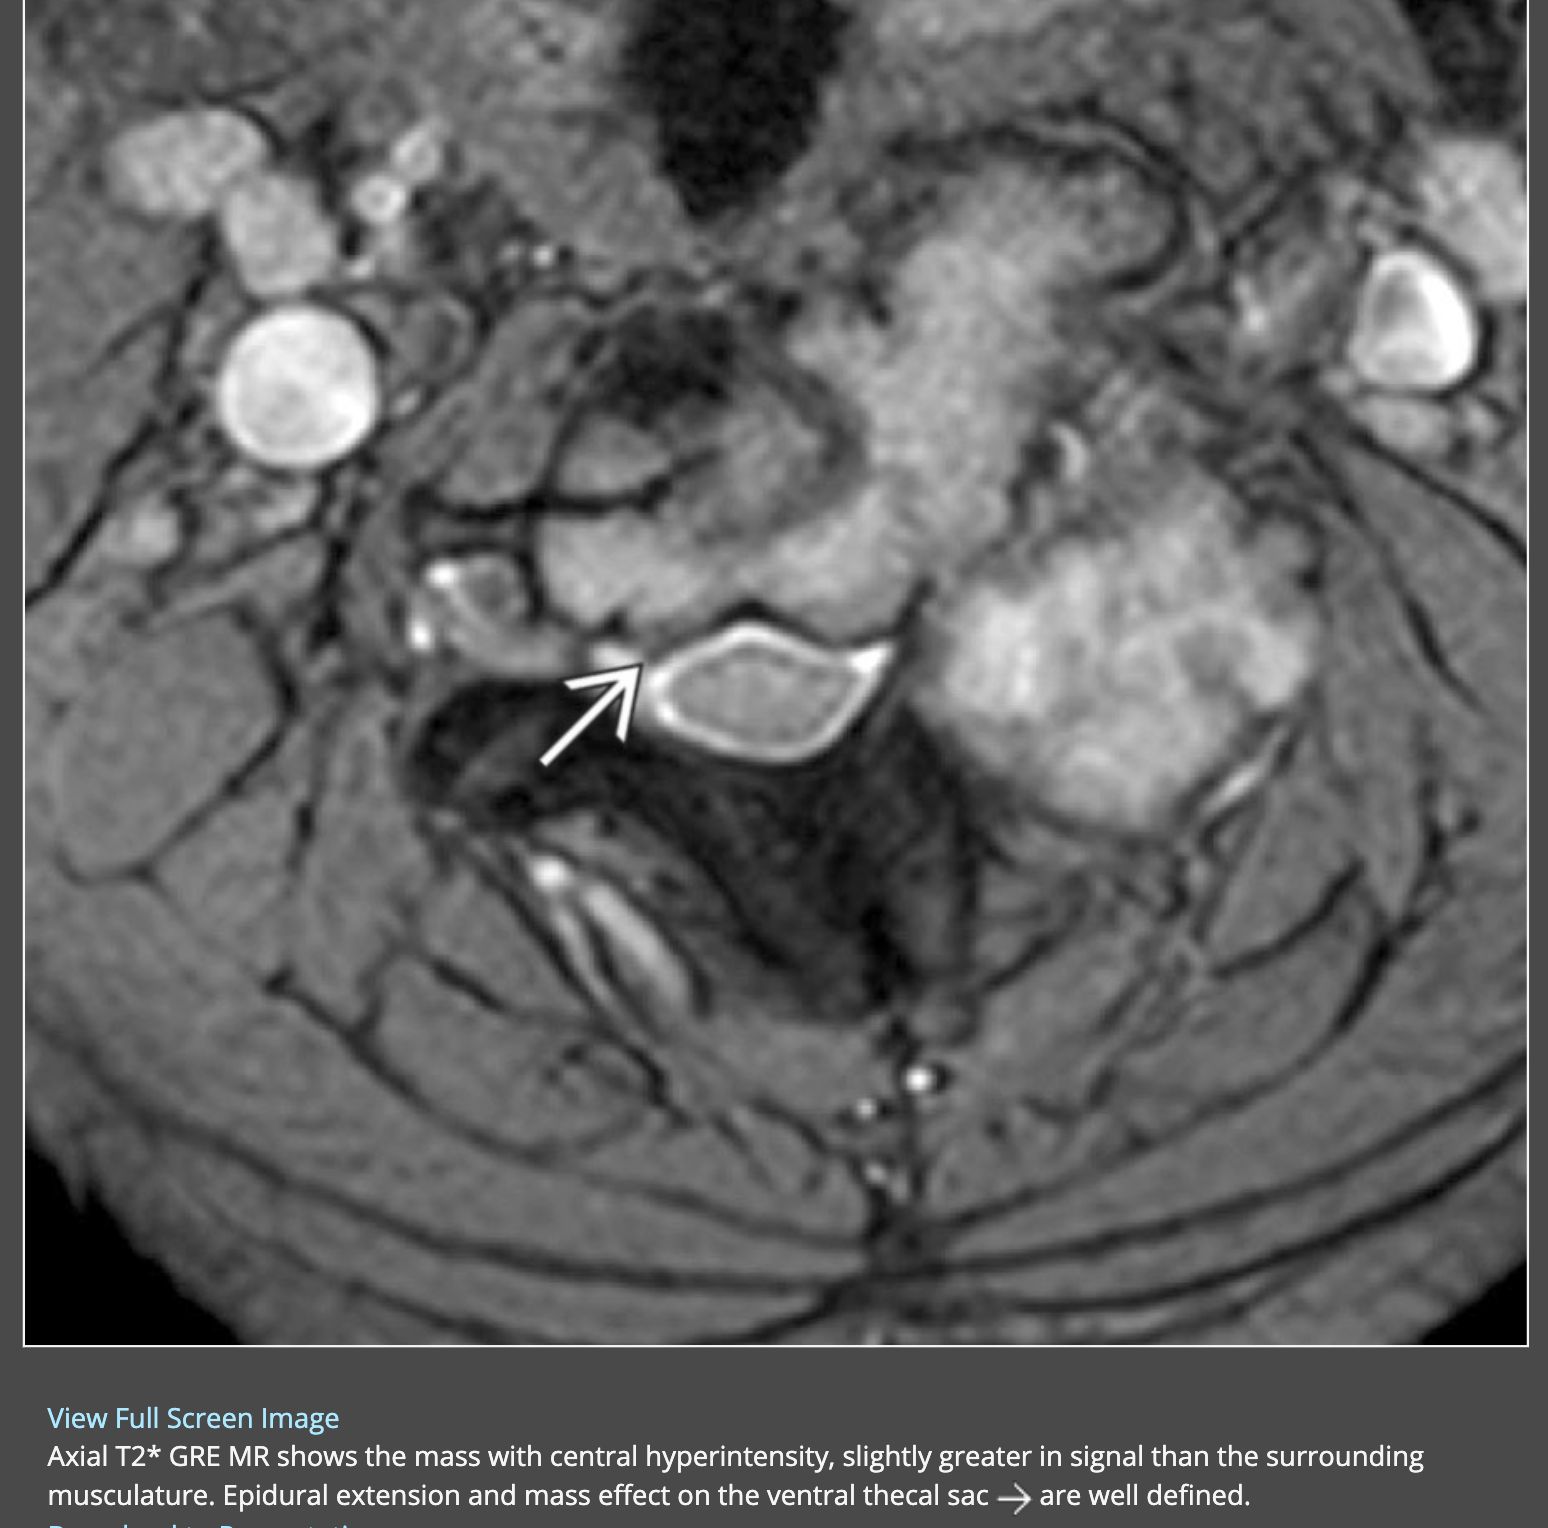 View Full Screen Image
Axial T2* GRE MR shows the mass with central hyperintensity, slightly greater in signal than the surrounding
musculature. Epidural extension and mass effect on the ventral thecal sac → are well defined.